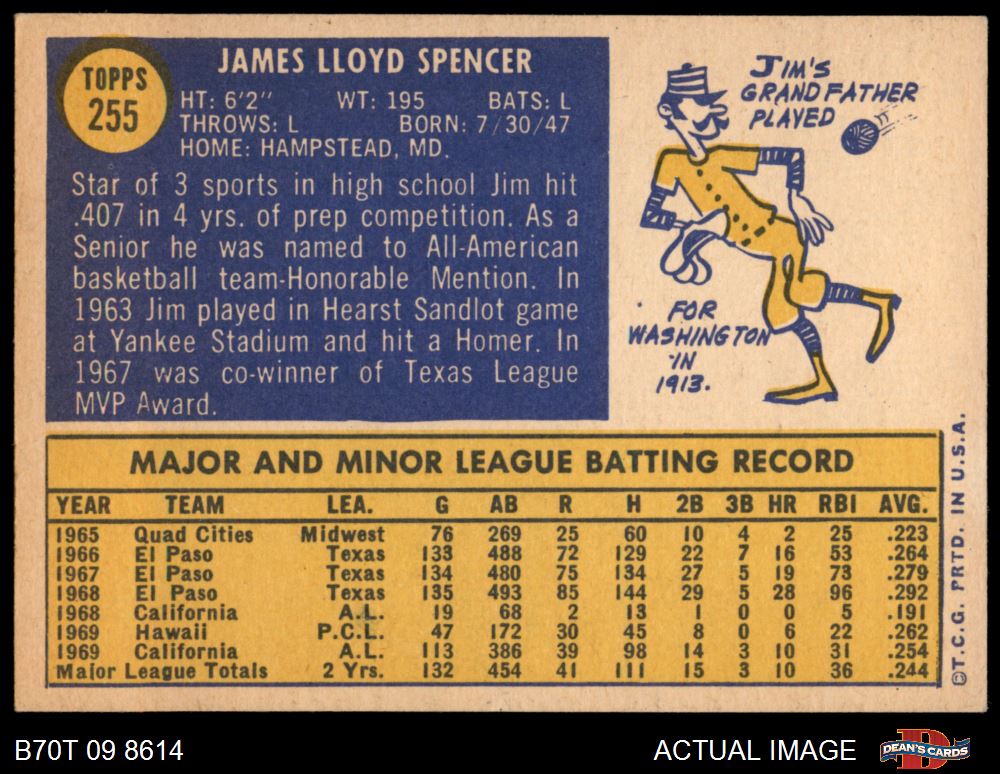 TOPPS
255
JAMES LLOYD SPENCER
HT: 6'2" WT: 195 BATS: L
THROWS: L BORN: 7/30/47
HOME: HAMPSTEAD, MD.
Star of 3 sports in high school Jim hit
.407 in 4 yrs. of prep competition. As a
Senior he was named to All-American
basketball team-Honorable Mention. In
1963 Jim played in Hearst Sandlot game
at Yankee Stadium and hit a Homer. In
1967 was co-winner of Texas League
MVP Award.
JIM'S
GRANDFATHER
PLAYED
FOR
WASHINGTON
IN
1913.
MAJOR AND MINOR LEAGUE BATTING RECORD
YEAR TEAM LEA. G AB R H 2B 3B HR RBI AVG.
1965 Quad Cities Midwest 76 269 25 60 10 4 2 25 .223
1966 El Paso Texas 133 488 72 129 22 7 16 53 .264
1967 El Paso Texas 134 480 75 134 27 5 19 73 .279
1968 El Paso Texas 135 493 85 144 29 5 28 96 .292
1968 California A.L. 19 68 2 13 1 0 0 5 .191
1969 Hawaii P.C.L. 47 172 30 45 8 0 6 22 .262
1969 California A.L. 113 386 39 98 14 3 10 31 .254
Major League Totals 2 Yrs. 132 454 41 111 15 3 10 36 .244
©T.C.G. PRTD. IN U.S.A.
B70T 09 8614
ACTUAL IMAGE
DEAN'S CARDS